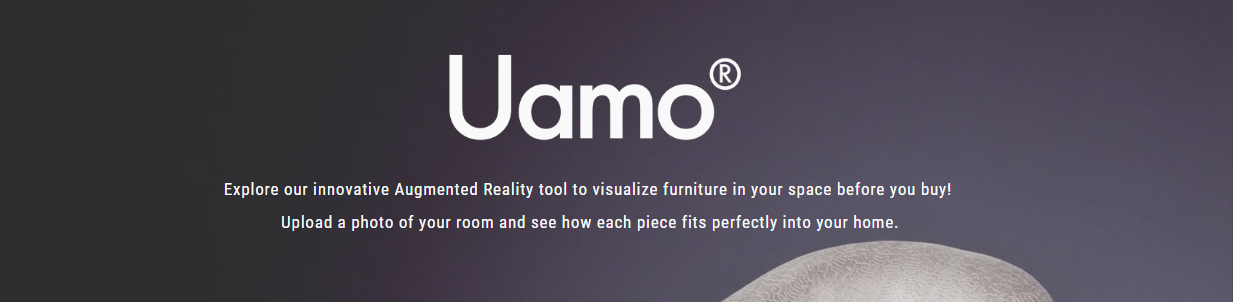 Uamo®
Explore our innovative Augmented Reality tool to visualize furniture in your space before you buy!
Upload a photo of your room and see how each piece fits perfectly into your home.